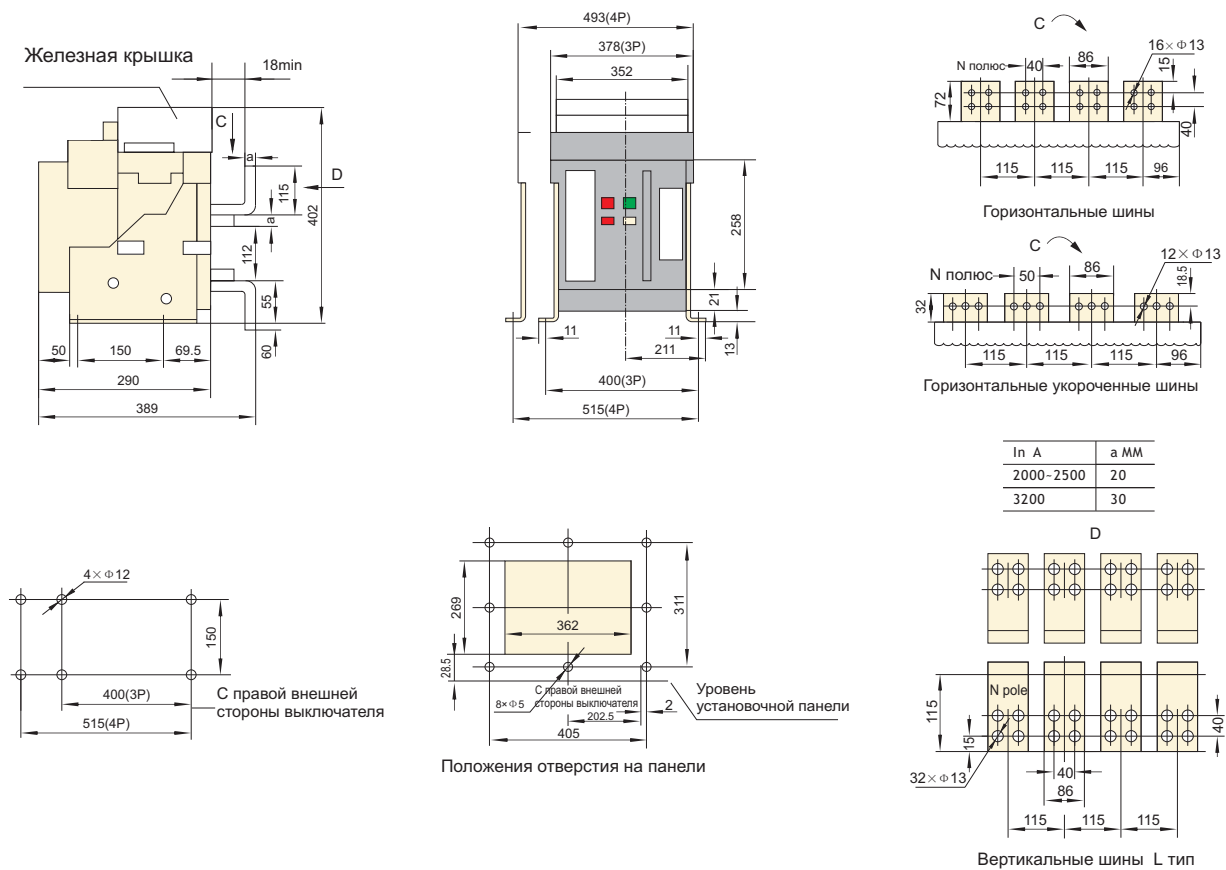 Железная крышка
18min
C
a
115
D
402
a
112
55
60
50
150
69.5
290
389
493(4P)
378(3P)
352
258
21
13
11
11
211
400(3P)
515(4P)
C
16×Φ13
N полюс
40
86
15
72
40
115
115
115
96
Горизонтальные шины
C
12×Φ13
N полюс
50
86
18.5
32
115
115
115
96
Горизонтальные укороченные шины
In A
a MM
2000~2500
20
3200
30
4×Φ12
150
400(3P)
515(4P)
С правой внешней
стороны выключателя
269
362
311
28.5
8×Φ5
С правой внешней
стороны выключателя
202.5
2
405
Уровень
установочной панели
Положения отверстия на панели
D
N pole
115
15
40
32×Φ13
40
86
115
115
115
Вертикальные шины L тип